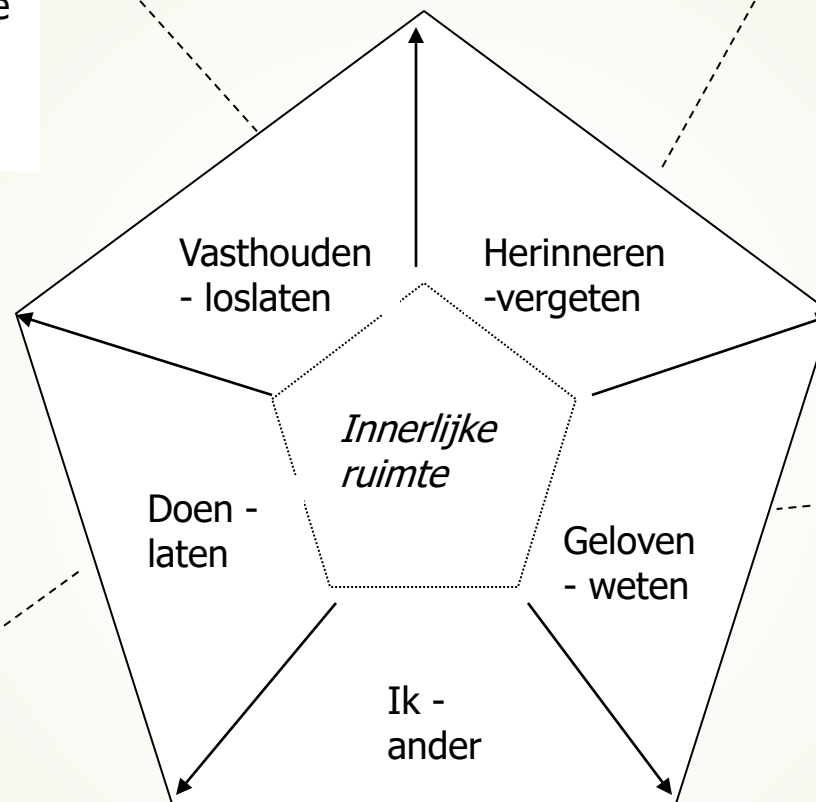 Vasthouden
- loslaten
Herinneren
-vergeten
Innerlijke
ruimte
Doen -
laten
Geloven
- weten
Ik -
ander